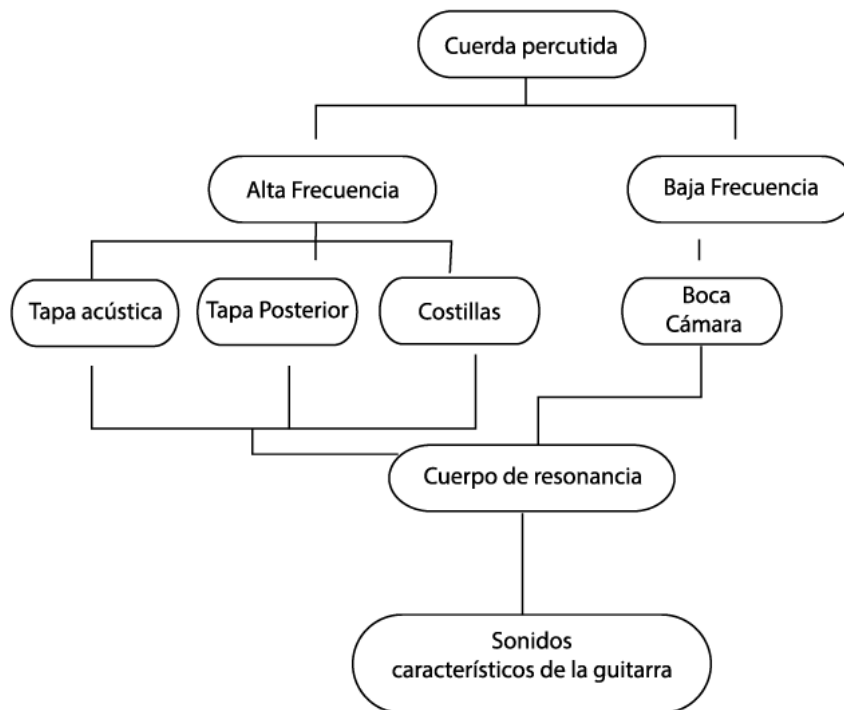 Cuerda percutida
Alta Frecuencia
Baja Frecuencia
Tapa acústica
Tapa Posterior
Costillas
Boca
Cámara
Cuerpo de resonancia
Sonidos
característicos de la guitarra